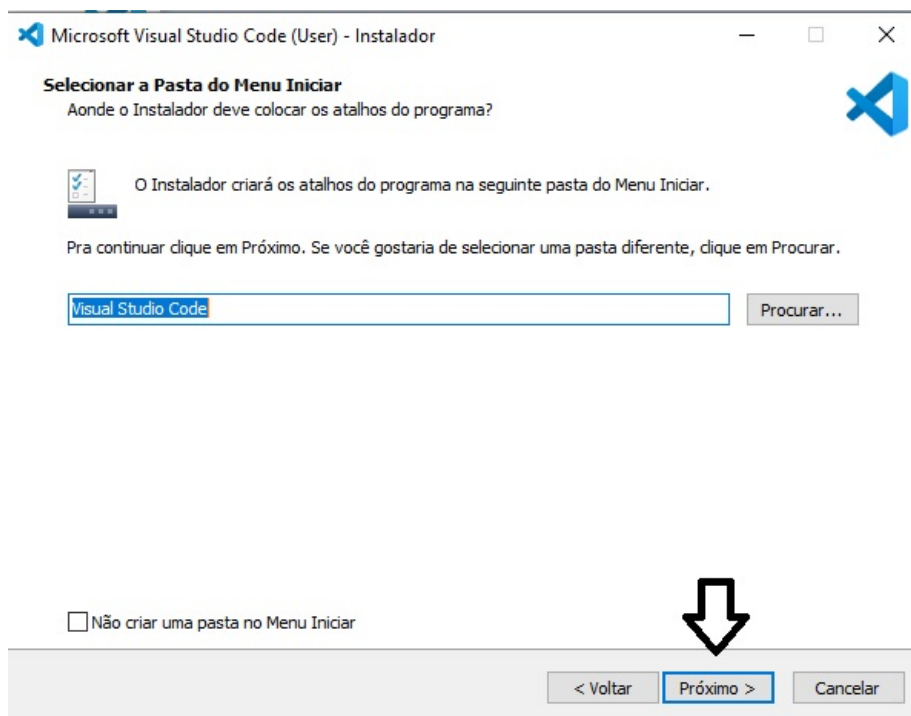 Microsoft Visual Studio Code (User) - Instalador
Selecionar a Pasta do Menu Iniciar
Aonde o Instalador deve colocar os atalhos do programa?
O Instalador criará os atalhos do programa na seguinte pasta do Menu Iniciar.
Pra continuar clique em Próximo. Se você gostaria de selecionar uma pasta diferente, clique em Procurar.
Visual Studio Code
Procurar...
Não criar uma pasta no Menu Iniciar
< Voltar
Próximo >
Cancelar